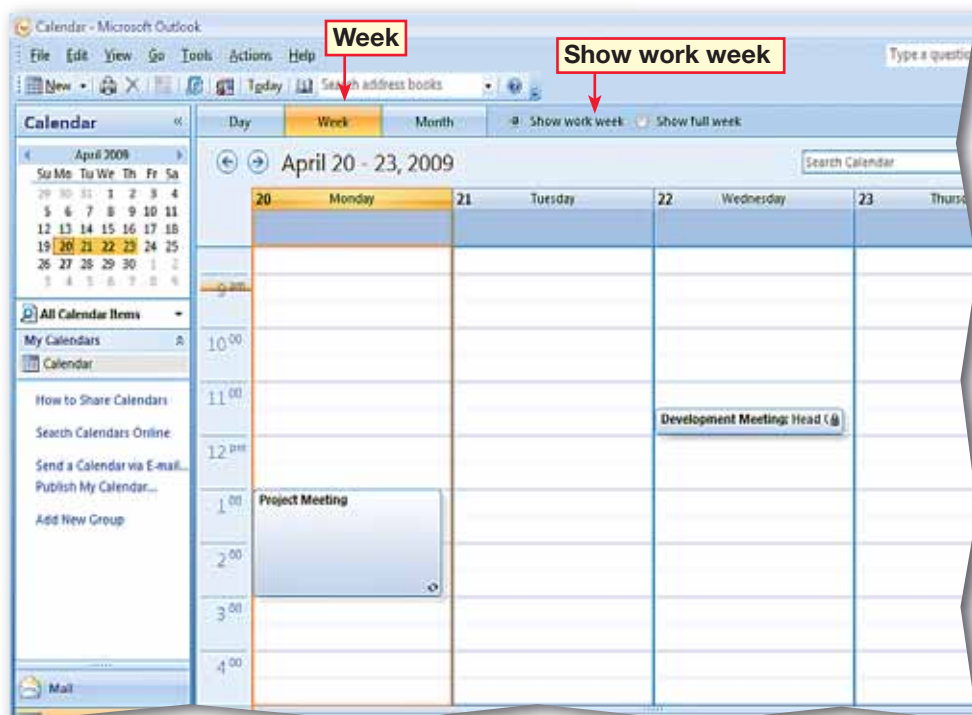 Calendar - Microsoft Outlook
Week
Show work week
File Edit View Go Tools Actions Help
Type a question
New Today Search address books
Calendar «
Day Week Month Show work week Show full week
April 2009
Su Mo Tu We Th Fr Sa
29 30 31 1 2 3 4
5 6 7 8 9 10 11
12 13 14 15 16 17 18
19 20 21 22 23 24 25
26 27 28 29 30 1 2
3 4 5 6 7 8 9
April 20 - 23, 2009
Search Calendar
20 Monday 21 Tuesday 22 Wednesday 23 Thursd
9 am
All Calendar Items
My Calendars
Calendar
10 00
11 00
How to Share Calendars
Search Calendars Online
Send a Calendar via E-mail...
Publish My Calendar...
Add New Group
Development Meeting: Head
12 pm
1 00 Project Meeting
2 00
3 00
4 00
Mail